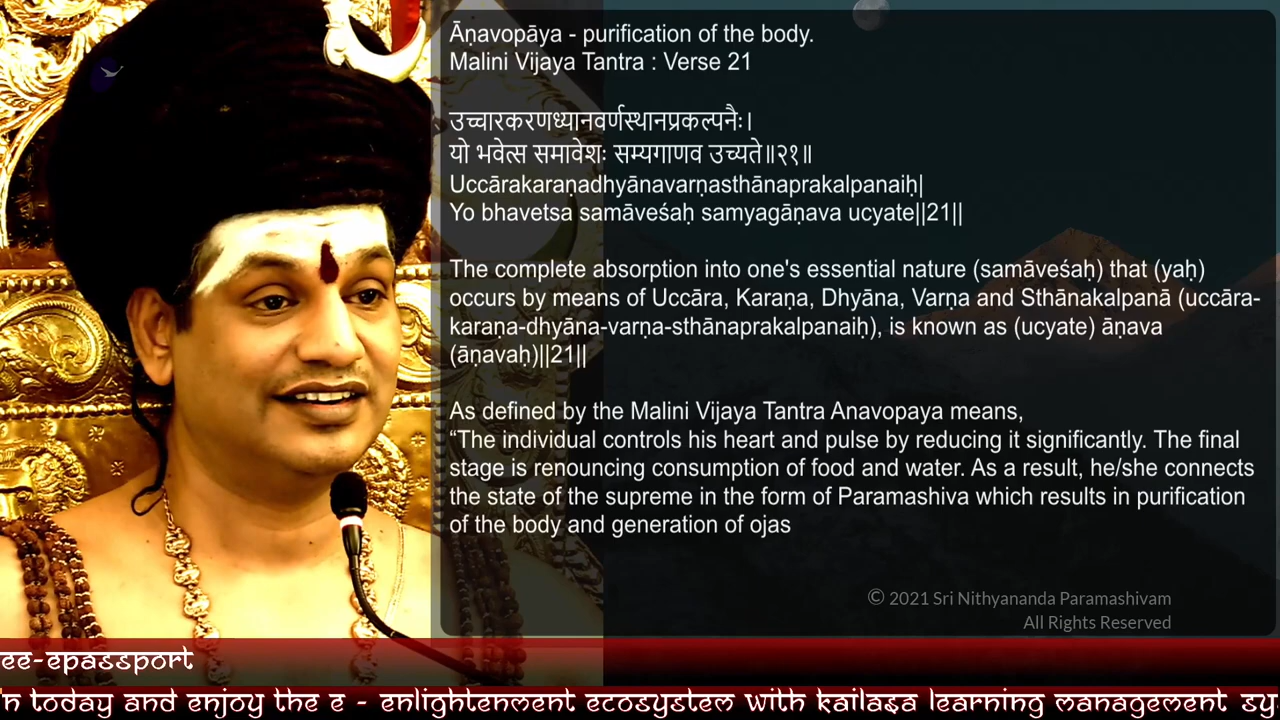 Āṇavopāya - purification of the body.
Malini Vijaya Tantra : Verse 21
उच्चारकरणध्यानवर्णस्थानप्रकल्पनैः।
यो भवेत्स समावेशः सम्यगाणव उच्यते॥२१॥
Uccārakaraṇadhyānavarṇasthānaprakalpanaiḥ|
Yo bhavetsa samāveśaḥ samyagāṇava ucyate||21||
The complete absorption into one's essential nature (samāveśaḥ) that (yaḥ)
occurs by means of Uccāra, Karaṇa, Dhyāna, Varṇa and Sthānakalpanā (uccāra-
karaṇa-dhyāna-varṇa-sthānaprakalpanaiḥ), is known as (ucyate) āṇava
(āṇavaḥ)||21||
As defined by the Malini Vijaya Tantra Anavopaya means,
“The individual controls his heart and pulse by reducing it significantly. The final
stage is renouncing consumption of food and water. As a result, he/she connects
the state of the supreme in the form of Paramashiva which results in purification
of the body and generation of ojas
© 2021 Sri Nithyananda Paramashivam
All Rights Reserved
ee-epassport
'n today and enjoy the e - enlightenment ecosystem with kailasa learning management sy